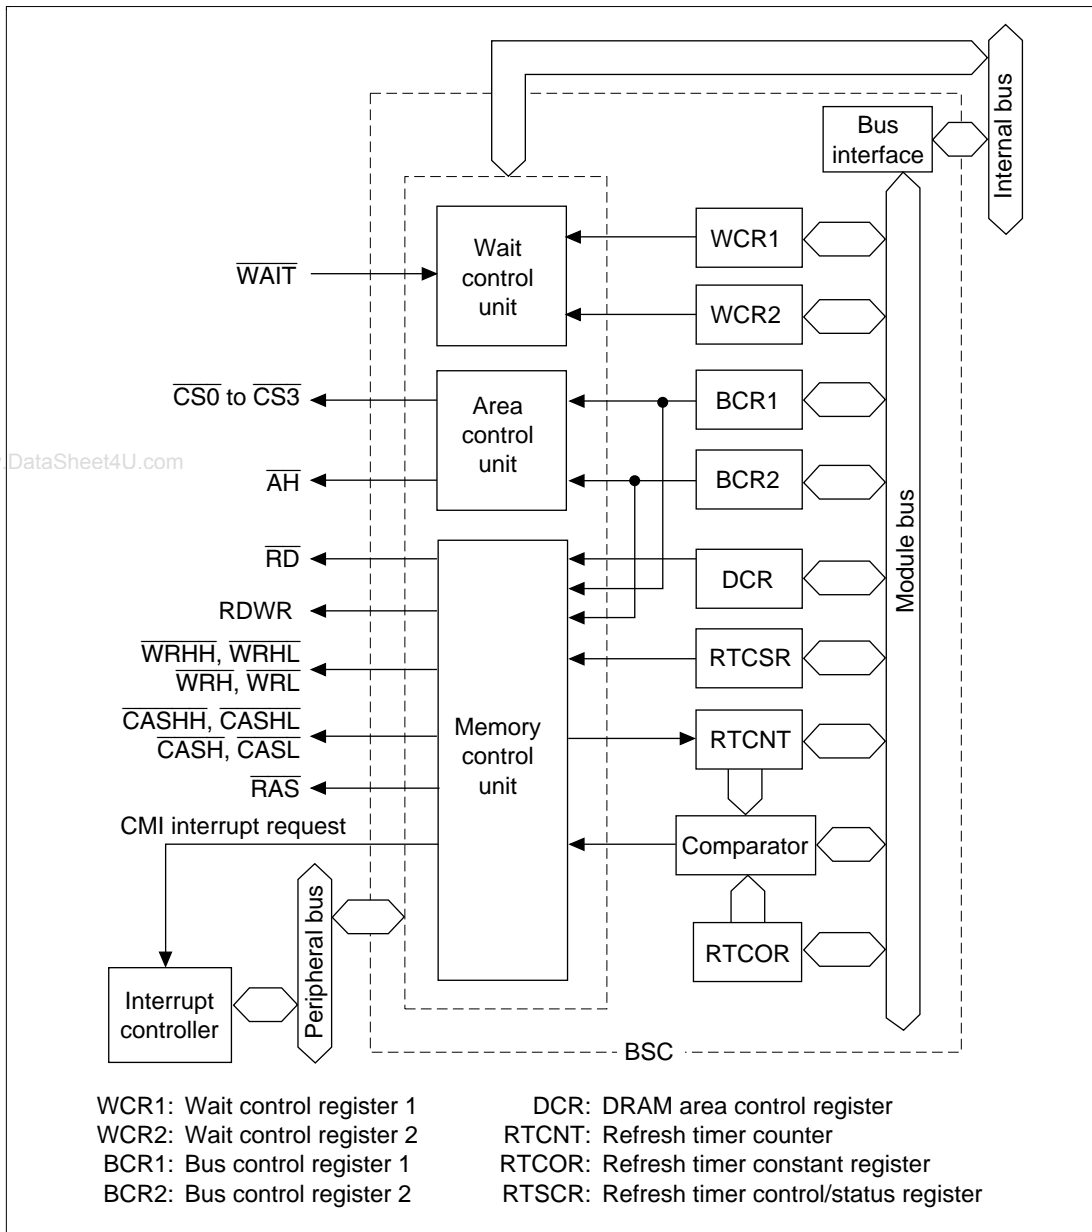 Internal bus
Bus
interface
Wait
control
unit
WCR1
WAIT
WCR2
CS0 to CS3
Area
control
unit
BCR1
.DataSheet4U.com
AH
BCR2
Module bus
RD
DCR
RDWR
WRHH, WRHL
WRH, WRL
RTCSR
CASHH, CASHL
CASH, CASL
Memory
control
unit
RTCNT
RAS
CMI interrupt request
Comparator
Peripheral bus
RTCOR
Interrupt
controller
BSC
WCR1: Wait control register 1
WCR2: Wait control register 2
BCR1: Bus control register 1
BCR2: Bus control register 2
DCR: DRAM area control register
RTCNT: Refresh timer counter
RTCOR: Refresh timer constant register
RTSCR: Refresh timer control/status register